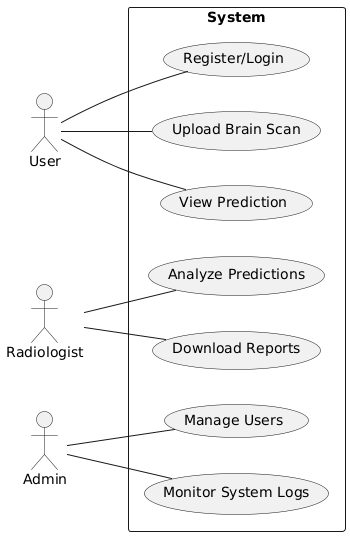 System
Register/Login
Upload Brain Scan
User
View Prediction
Analyze Predictions
Radiologist
Download Reports
Manage Users
Admin
Monitor System Logs